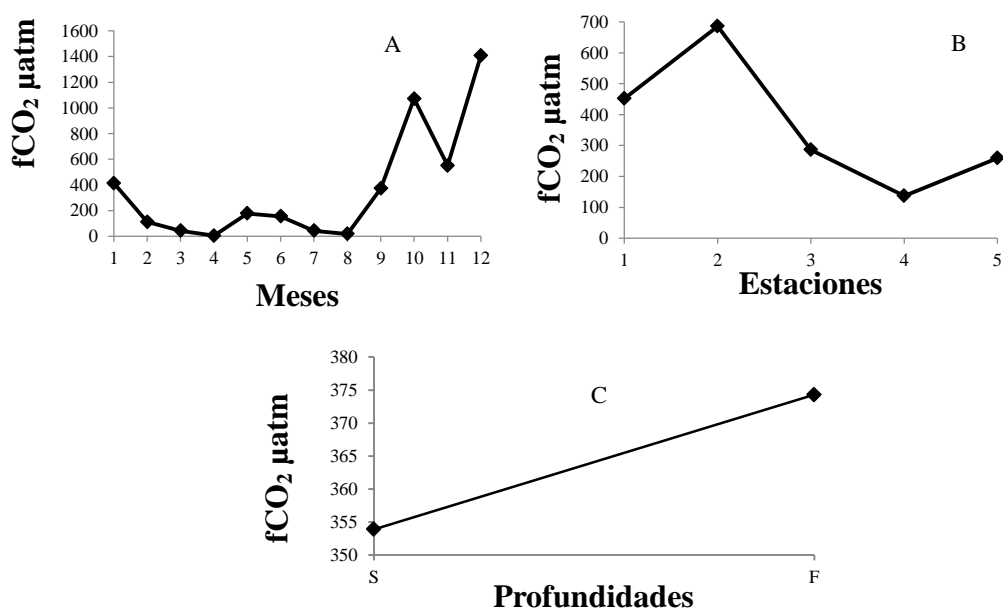 A
fCO₂ µatm
1600
1400
1200
1000
800
600
400
200
0
1 2 3 4 5 6 7 8 9 10 11 12
Meses
B
fCO₂ µatm
700
600
500
400
300
200
100
0
1 2 3 4 5
Estaciones
C
fCO₂ µatm
380
375
370
365
360
355
350
S F
Profundidades